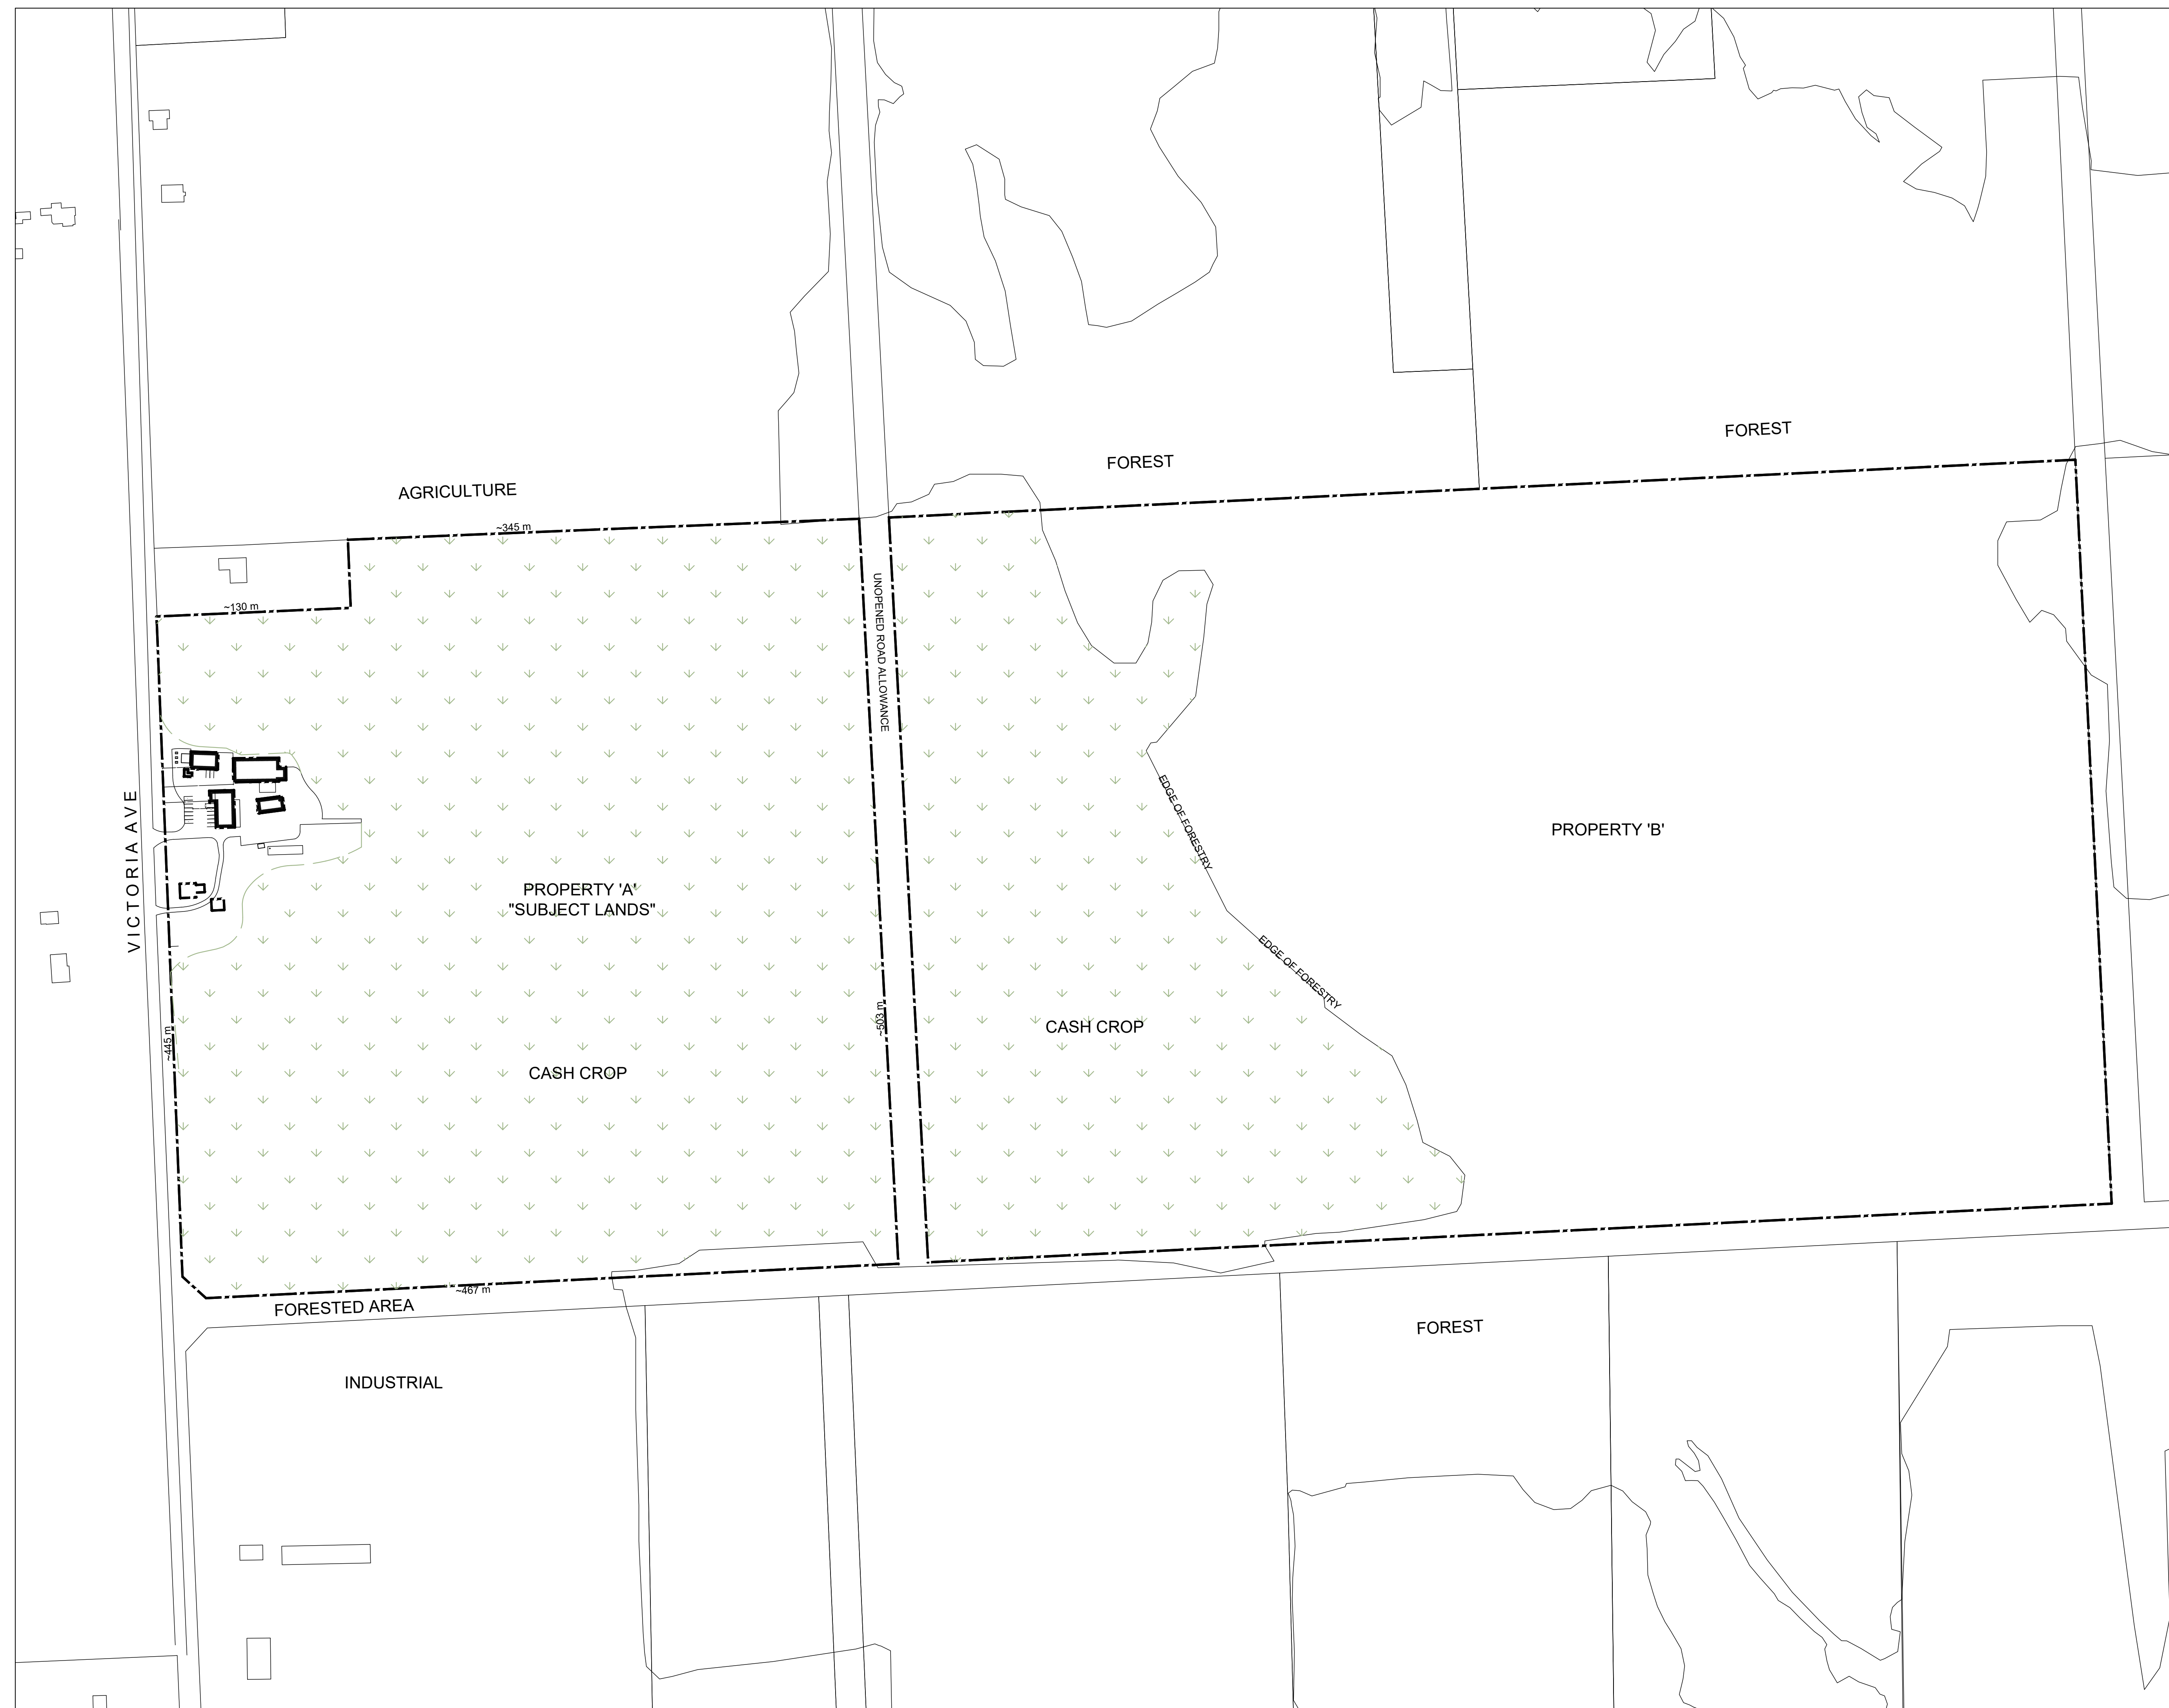 FOREST
FOREST
AGRICULTURE
~345 m
~130 m
UNOPENED ROAD ALLOWANCE
EDGE OF FORESTRY
PROPERTY 'B'
VICTORIA AVE
PROPERTY 'A'
"SUBJECT LANDS"
EDGE OF FORESTRY
~503 m
CASH CROP
~445 m
CASH CROP
~467 m
FORESTED AREA
FOREST
INDUSTRIAL